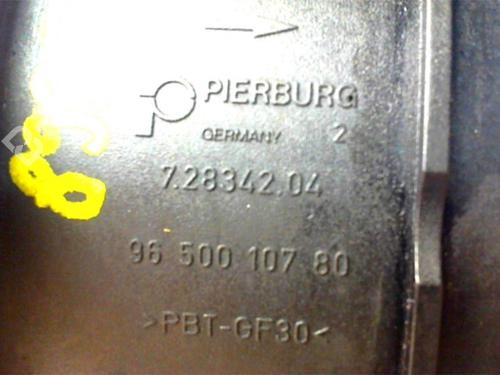 PIERBURG
GERMANY 2
7.28342.04
96 500 107 80
>PBT-GF30<